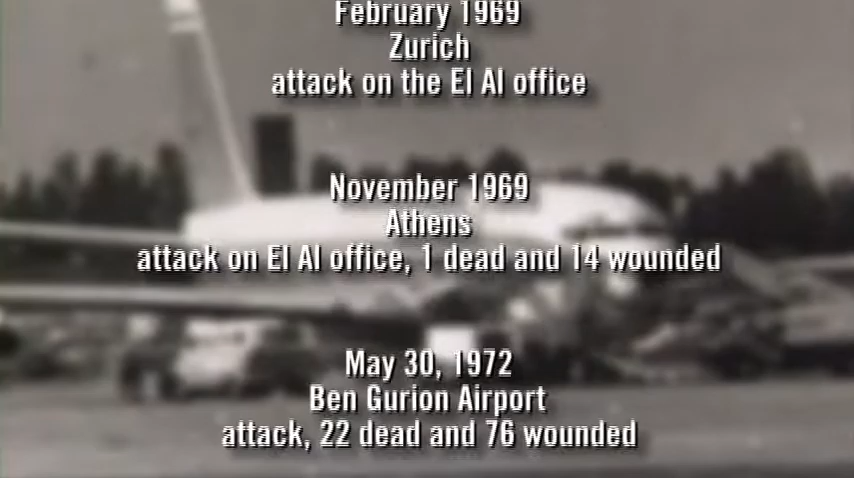 February 1969
Zurich
attack on the El Al office
November 1969
Athens
attack on El Al office, 1 dead and 14 wounded
May 30, 1972
Ben Gurion Airport
attack, 22 dead and 76 wounded